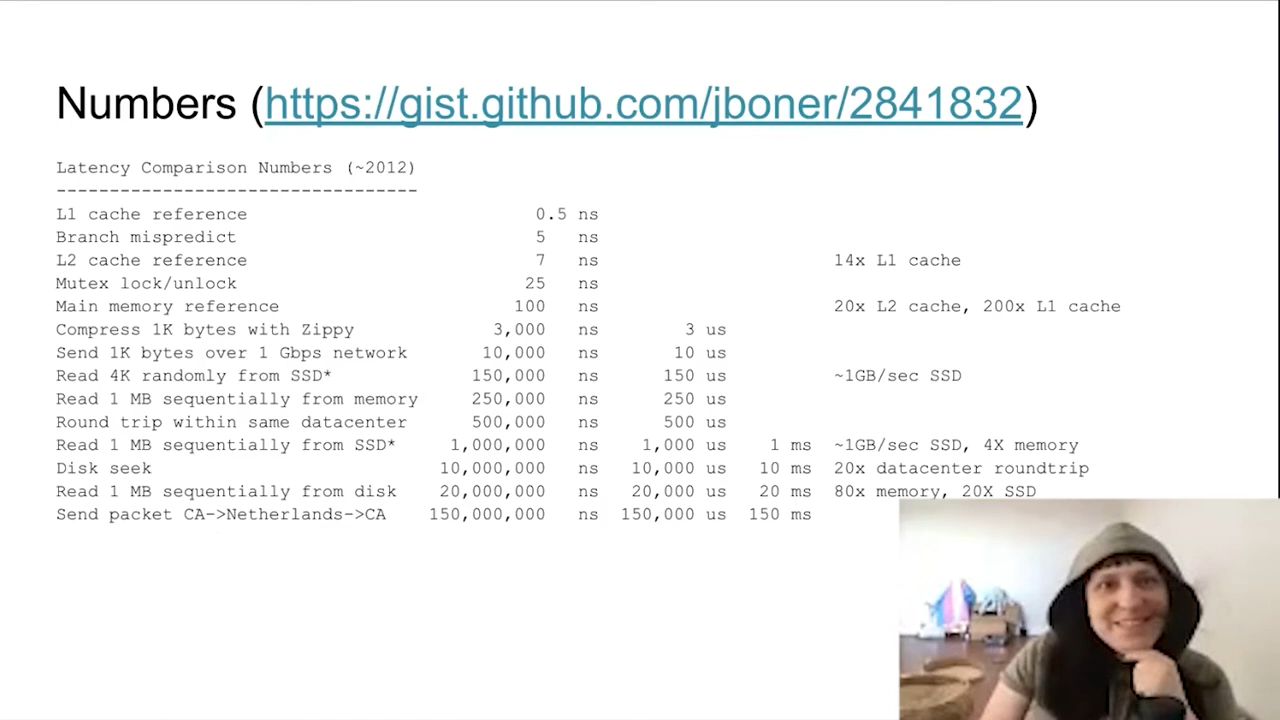 Numbers (https://gist.github.com/jboner/2841832)
Latency Comparison Numbers (~2012)
----------------------------------
L1 cache reference 0.5 ns
Branch mispredict 5 ns
L2 cache reference 7 ns 14x L1 cache
Mutex lock/unlock 25 ns
Main memory reference 100 ns 20x L2 cache, 200x L1 cache
Compress 1K bytes with Zippy 3,000 ns 3 us
Send 1K bytes over 1 Gbps network 10,000 ns 10 us
Read 4K randomly from SSD* 150,000 ns 150 us ~1GB/sec SSD
Read 1 MB sequentially from memory 250,000 ns 250 us
Round trip within same datacenter 500,000 ns 500 us
Read 1 MB sequentially from SSD* 1,000,000 ns 1,000 us 1 ms ~1GB/sec SSD, 4X memory
Disk seek 10,000,000 ns 10,000 us 10 ms 20x datacenter roundtrip
Read 1 MB sequentially from disk 20,000,000 ns 20,000 us 20 ms 80x memory, 20X SSD
Send packet CA->Netherlands->CA 150,000,000 ns 150,000 us 150 ms